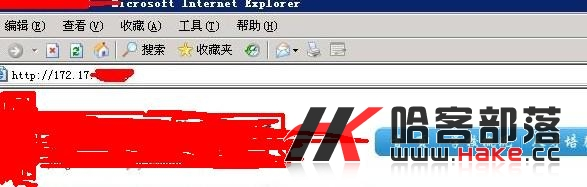 icrosoft Internet Explorer
编辑(E) 查看(V) 收藏(A) 工具(T) 帮助(H)
搜索 收藏夹
http://172.17
哈客部落
www.Hake.cc